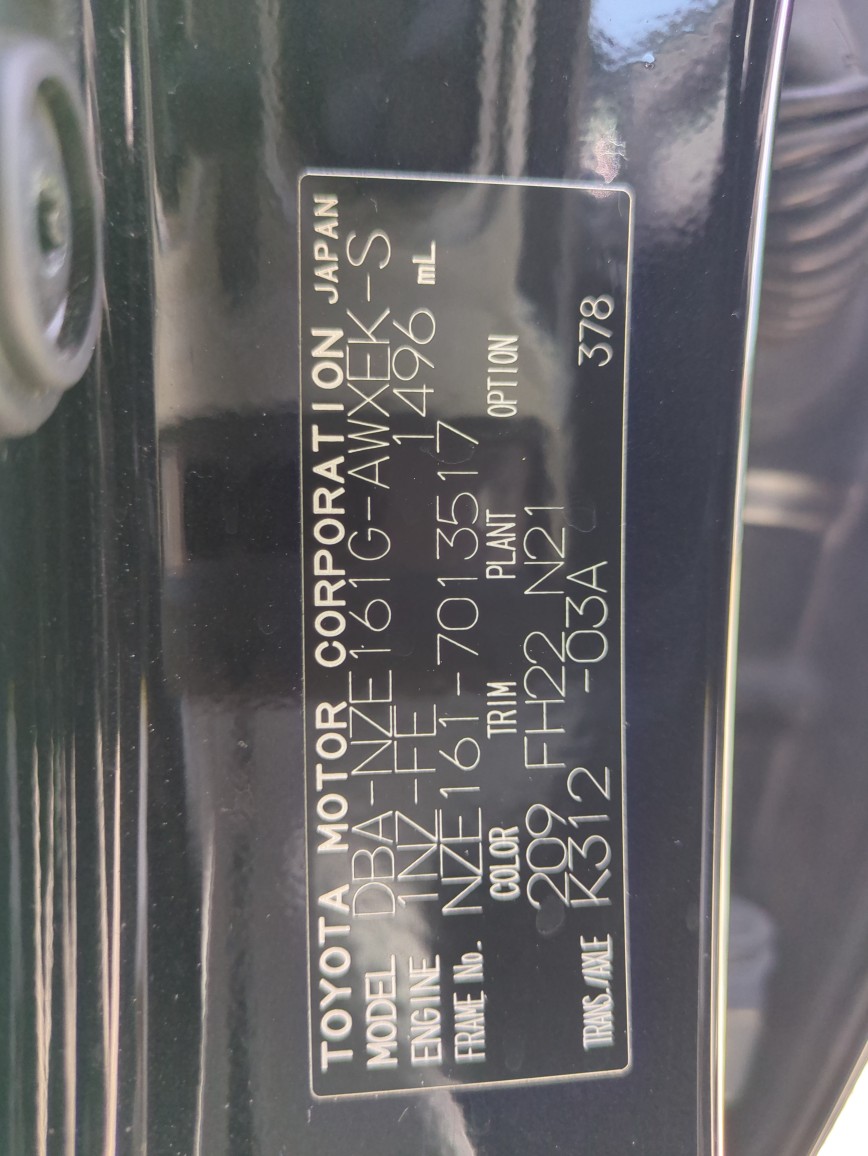 TOYOTA MOTOR CORPORATION JAPAN
MODEL DBA-NZE161G-AWXEK-S
ENGINE 1NZ-FE 1496 mL
FRAME No. NZE161-7013517
COLOR TRIM PLANT OPTION
209 FH22 N21
TRANS./AXLE K312 -03A 378